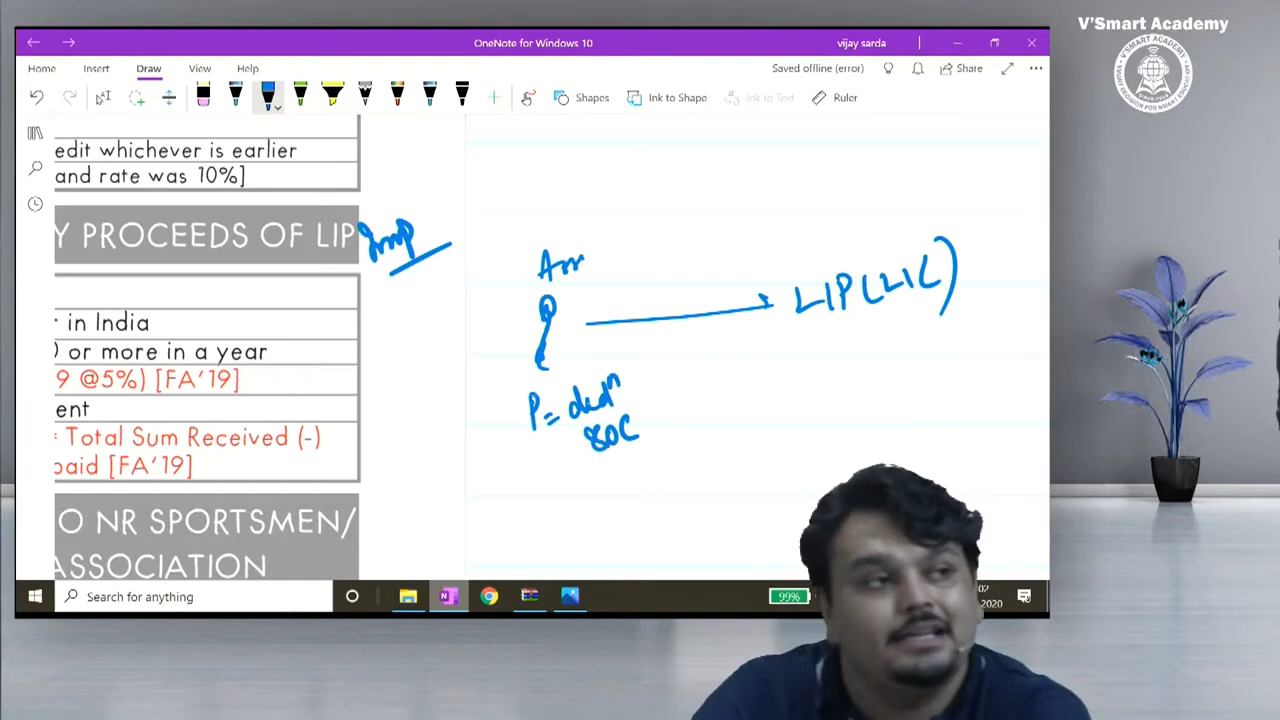 V'Smart Academy
OneNote for Windows 10
vijay sarda
Home Insert Draw View Help
Saved offline (error)
Share
Shapes
Ink to Shape
Ink to Text
Ruler
edit whichever is earlier
and rate was 10%]
Y PROCEEDS OF LIP
Imp
r in India
) or more in a year
9 @5%) [FA'19]
ent
= Total Sum Received (-)
paid [FA'19]
O NR SPORTSMEN/
ASSOCIATION
Arr
LIP (LIC)
P = dedn
80C
Search for anything
99%
02
2020